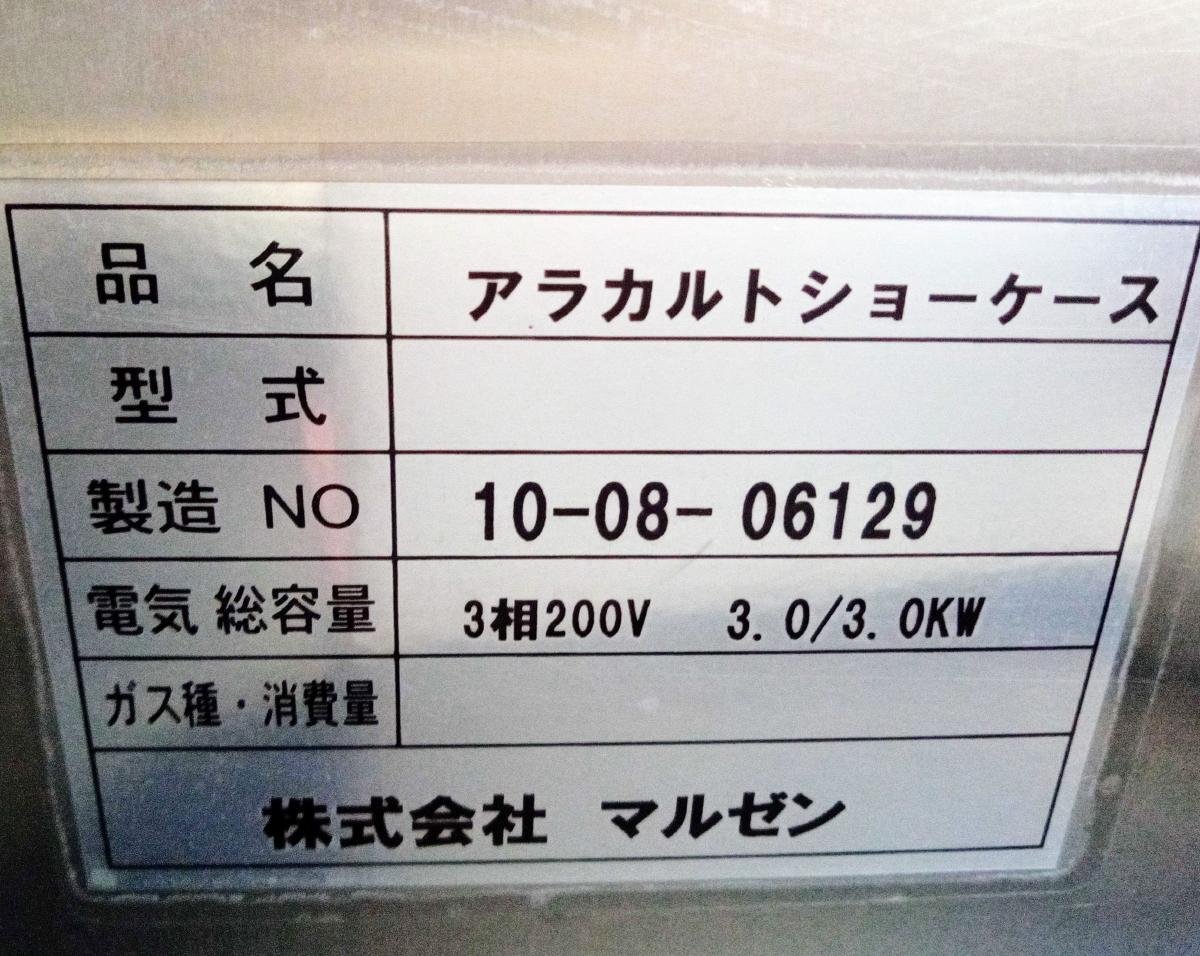 品名 アラカルトショーケース
型式
製造 NO 10-08-06129
電気 総容量 3相200V 3.0/3.0KW
ガス種・消費量
株式会社 マルゼン